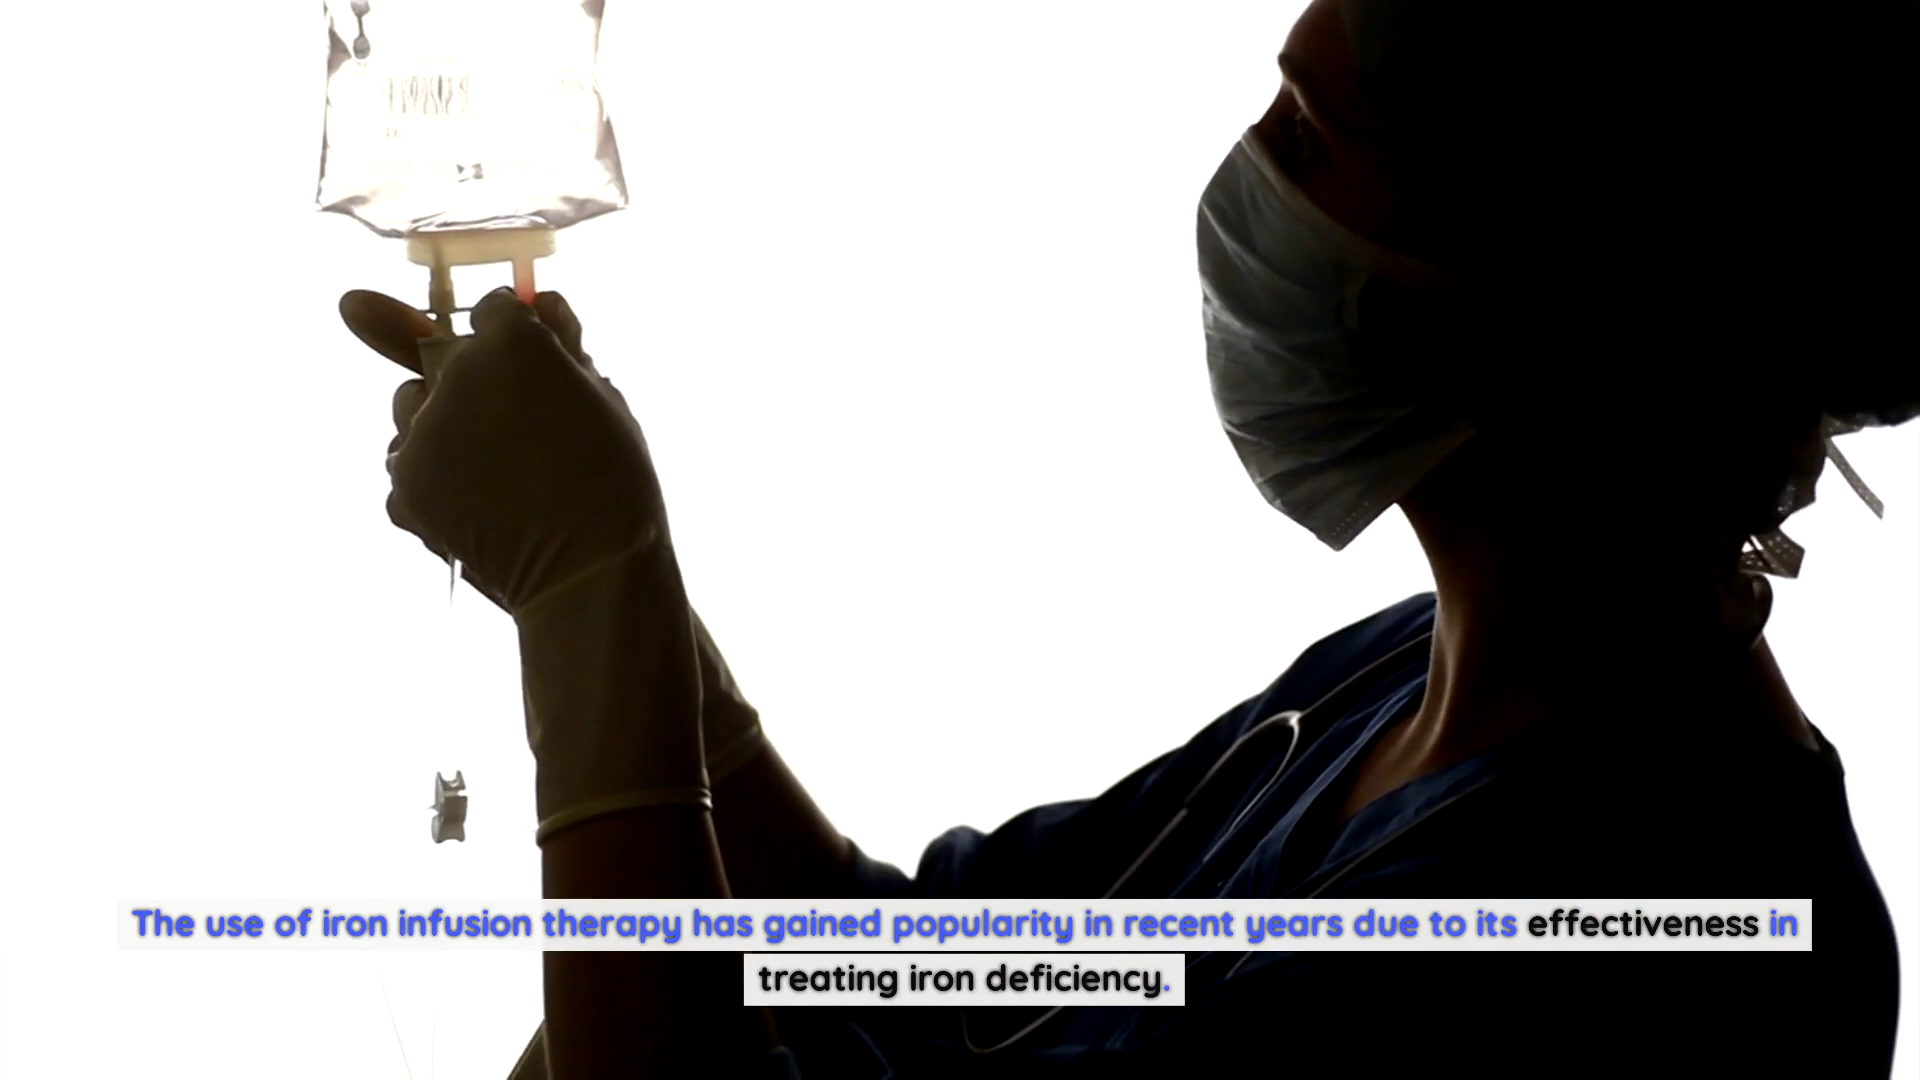 The use of iron infusion therapy has gained popularity in recent years due to its effectiveness in
treating iron deficiency.